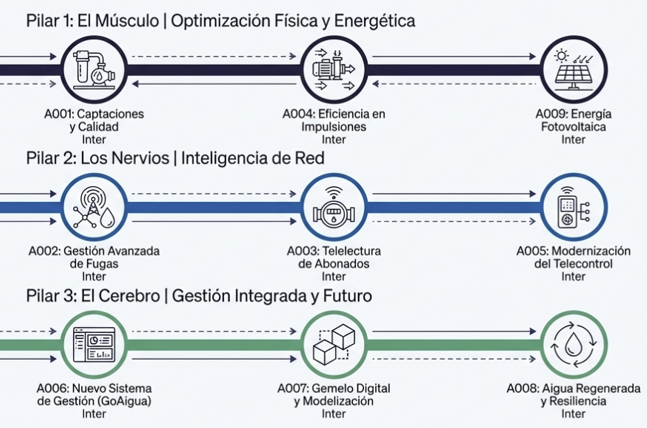 Pilar 1: El Músculo | Optimización Física y Energética
A001: Captaciones
y Calidad
Inter
A004: Eficiencia en
Impulsiones
Inter
A009: Energía
Fotovoltaica
Inter
Pilar 2: Los Nervios | Inteligencia de Red
A002: Gestión Avanzada
de Fugas
Inter
A003: Telelectura
de Abonados
Inter
A005: Modernización
del Telecontrol
Inter
Pilar 3: El Cerebro | Gestión Integrada y Futuro
A006: Nuevo Sistema
de Gestión (GoAigua)
Inter
A007: Gemelo Digital
y Modelización
Inter
A008: Aigua Regenerada
y Resiliencia
Inter